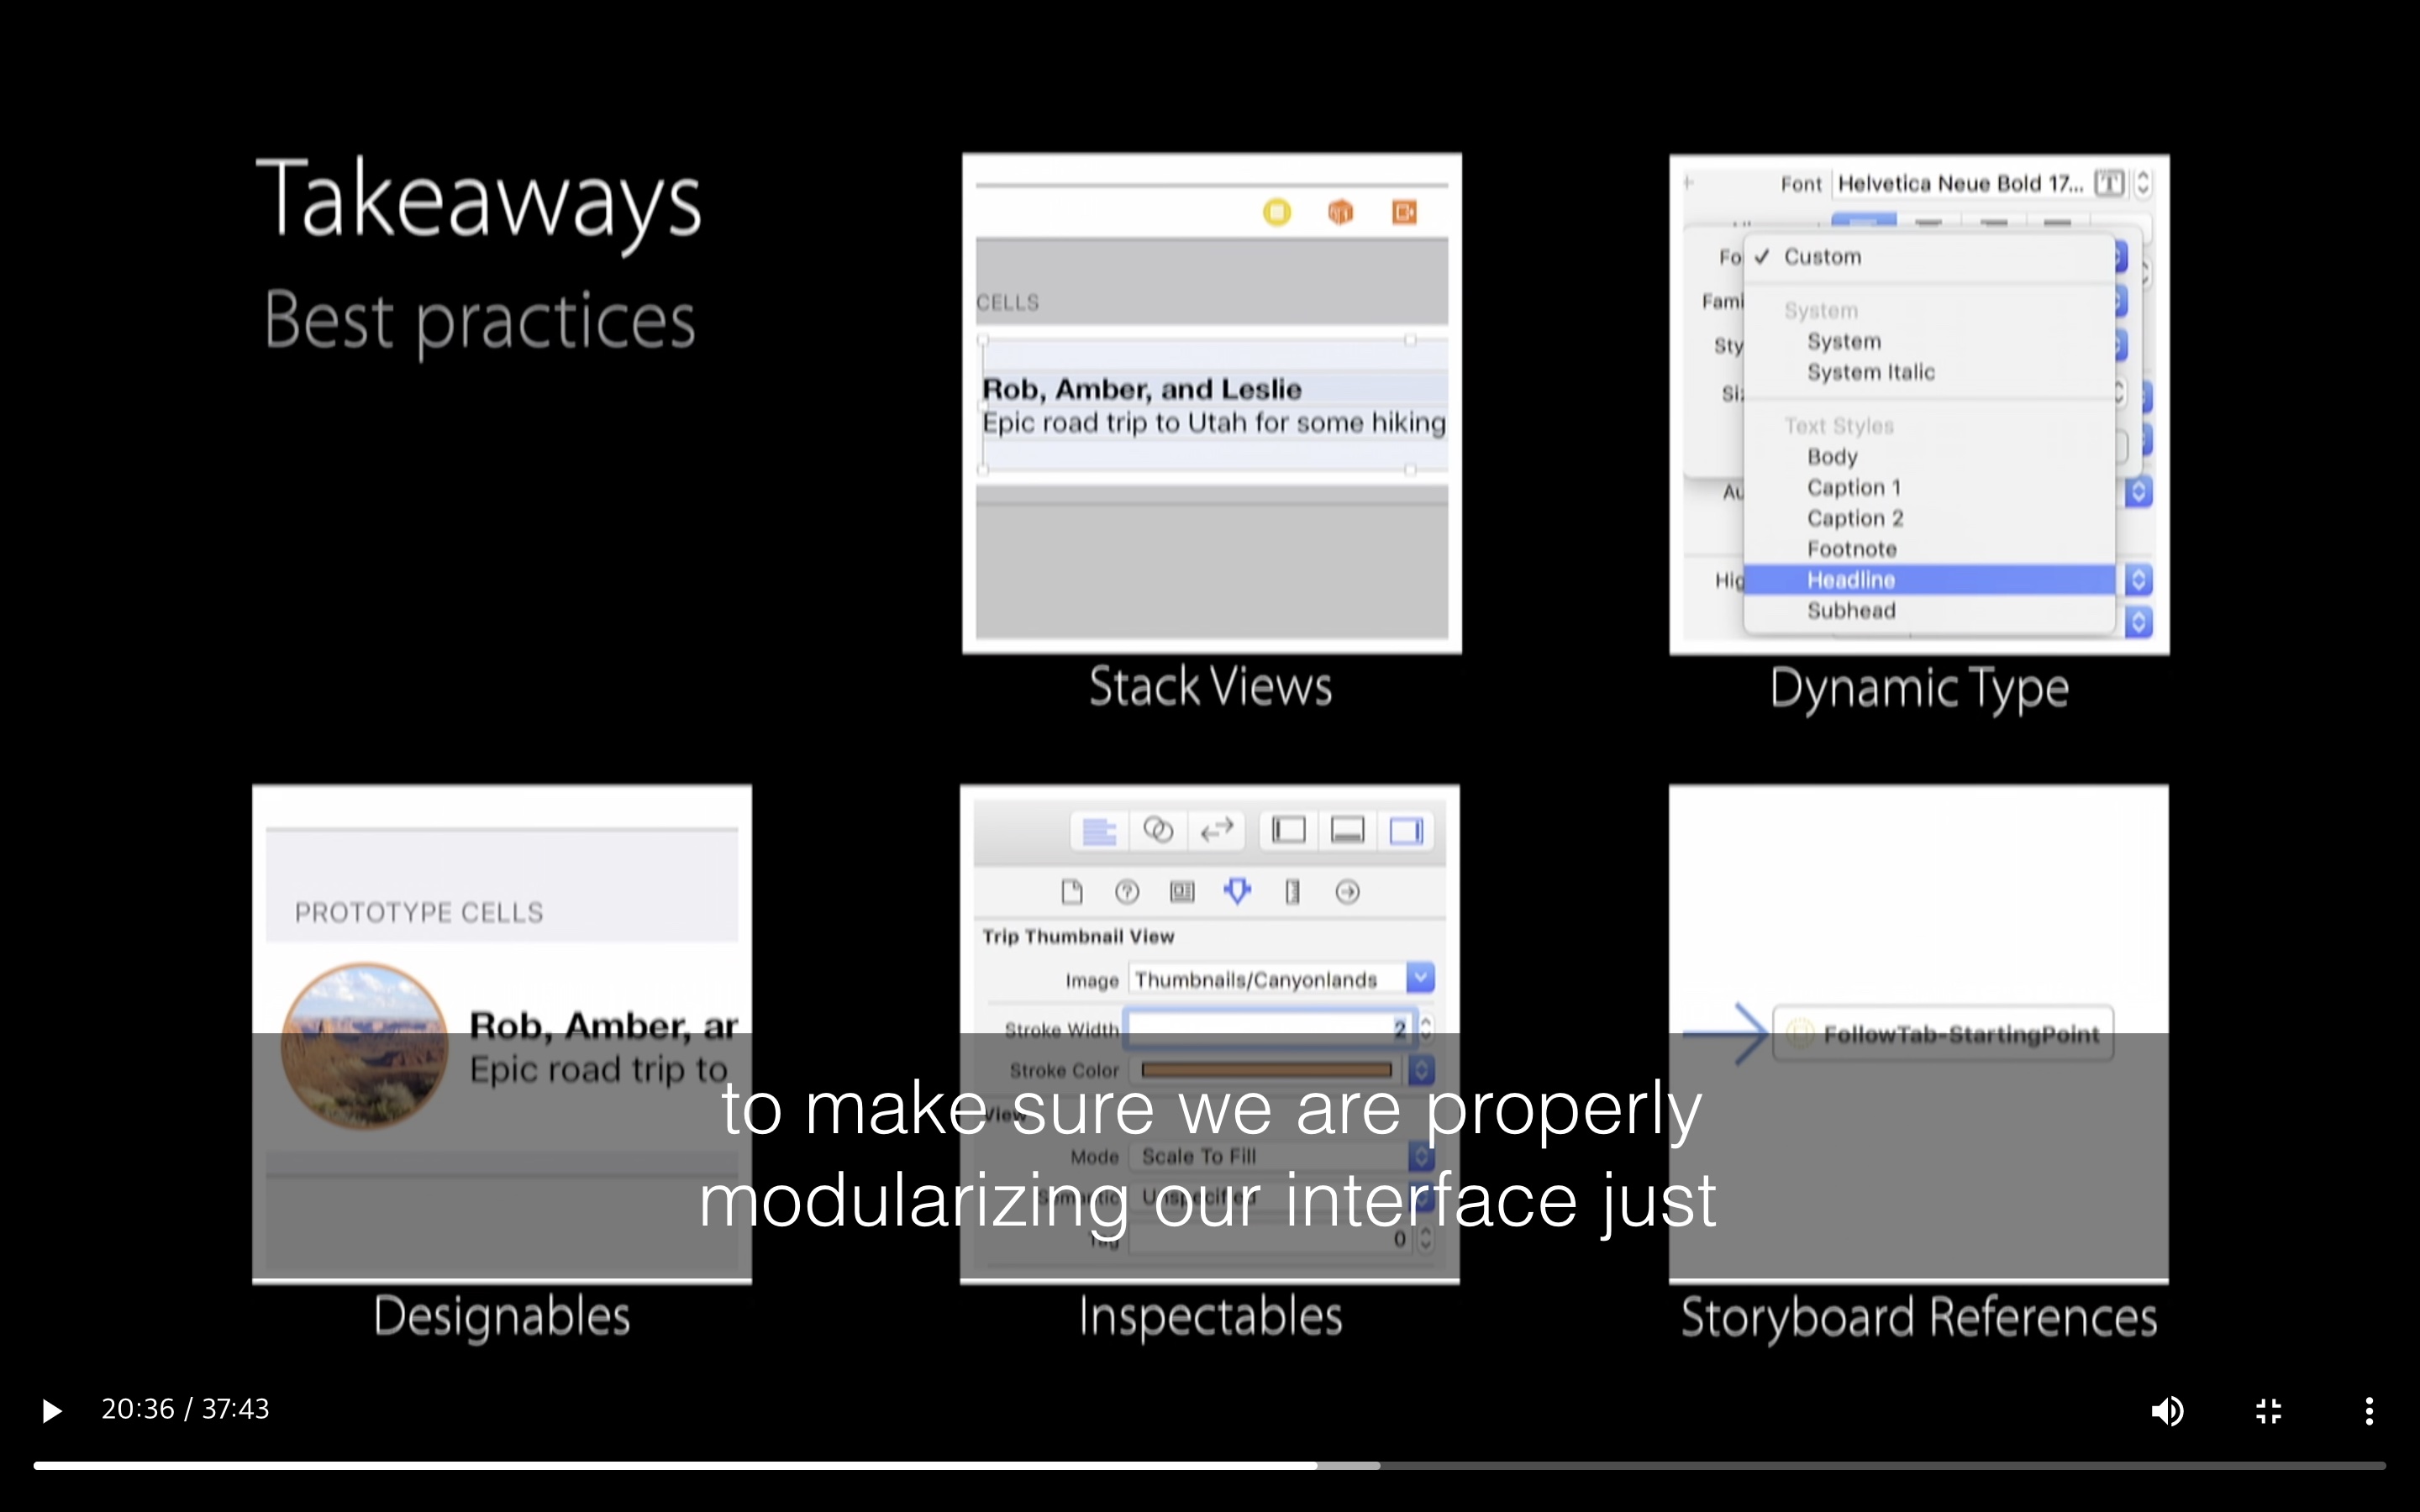 Takeaways
Best practices
CELLS
Rob, Amber, and Leslie
Epic road trip to Utah for some hiking
Stack Views
Font Helvetica Neue Bold 17...
Fo ✓ Custom
Fami
System
System
Sty
System Italic
Text Styles
Body
Caption 1
Au
Caption 2
Footnote
Hig
Headline
Subhead
Dynamic Type
PROTOTYPE CELLS
Rob, Amber, ar
Epic road trip to
Designables
Trip Thumbnail View
Image Thumbnails/Canyonlands
Stroke Width 2
Stroke Color
View
Mode Scale To Fill
Semantic Unspecified
Tag 0
Inspectables
FollowTab-StartingPoint
Storyboard References
to make sure we are properly
modularizing our interface just
20:36 / 37:43